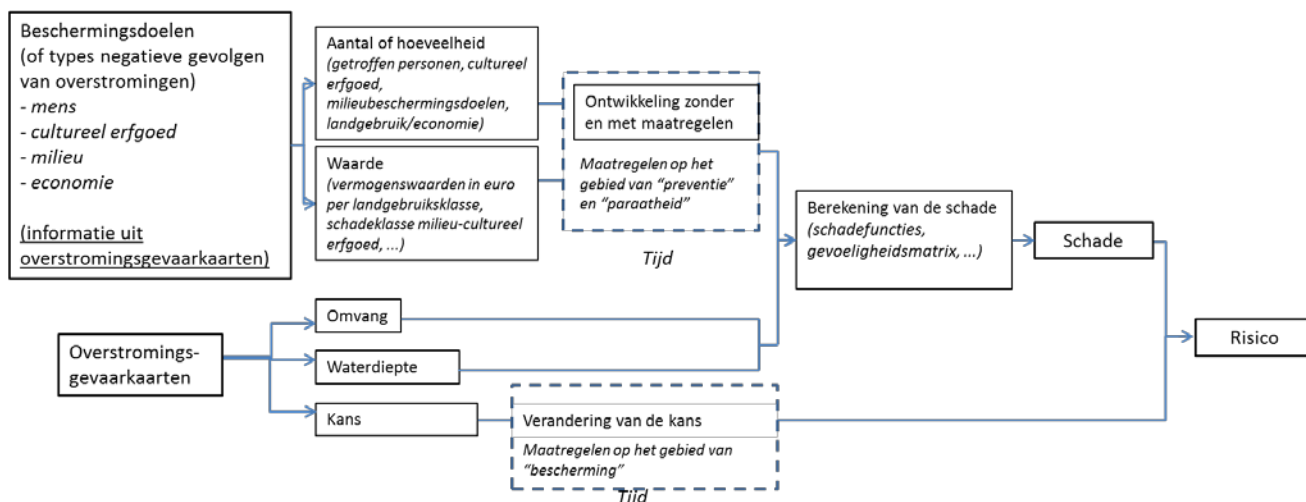 Beschermingsdoelen
(of types negatieve gevolgen
van overstromingen)
- mens
- cultureel erfgoed
- milieu
- economie
(informatie uit
overstromingsgevaarkaarten)
Aantal of hoeveelheid
(getroffen personen, cultureel
erfgoed,
milieubeschermingsdoelen,
landgebruik/economie)
Waarde
(vermogenswaarden in euro
per landgebruiksklasse,
schadeklasse milieu-cultureel
erfgoed, ...)
Ontwikkeling zonder
en met maatregelen
Maatregelen op het
gebied van “preventie”
en “paraatheid”
Tijd
Berekening van de schade
(schadefuncties,
gevoeligheidsmatrix, ...)
Schade
Risico
Overstromings-
gevaarkaarten
Omvang
Waterdiepte
Kans
Verandering van de kans
Maatregelen op het gebied van
“bescherming”
Tijd